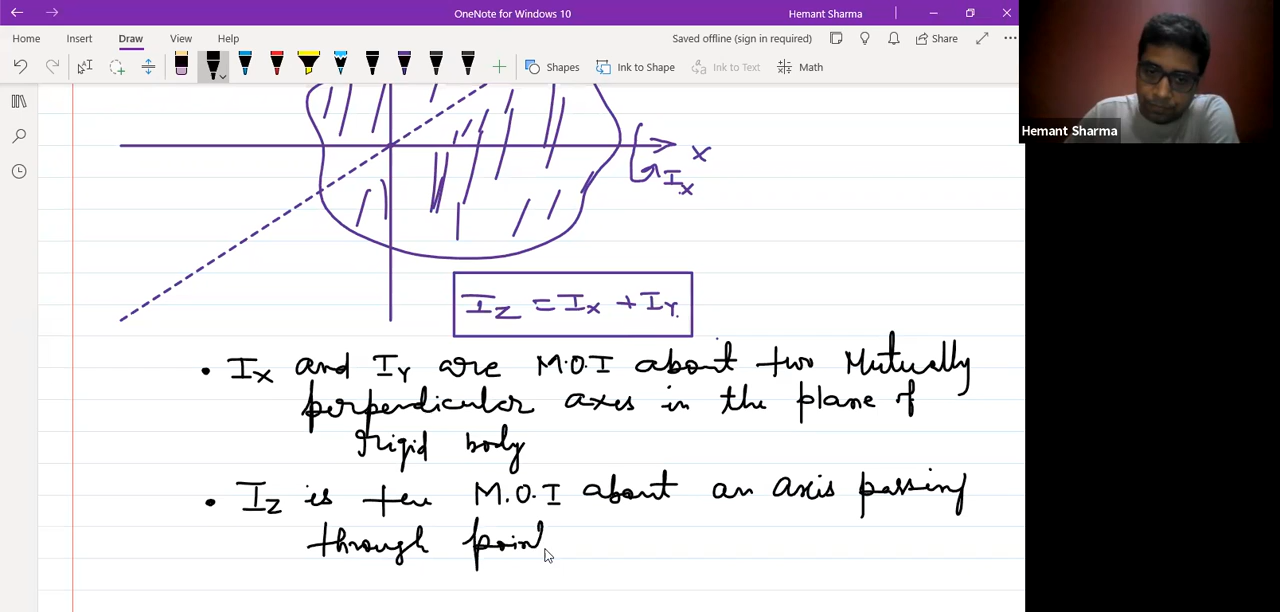 OneNote for Windows 10
Hemant Sharma
Home Insert Draw View Help
Saved offline (sign in required)
Share
Shapes
Ink to Shape
Ink to Text
Math
Hemant Sharma
X
IX
IZ = IX + IY.
• IX and IY are M.O.I about two Mutually
perpendicular axes in the plane of
rigid body
• IZ is the M.O.I about an axis passing
through point